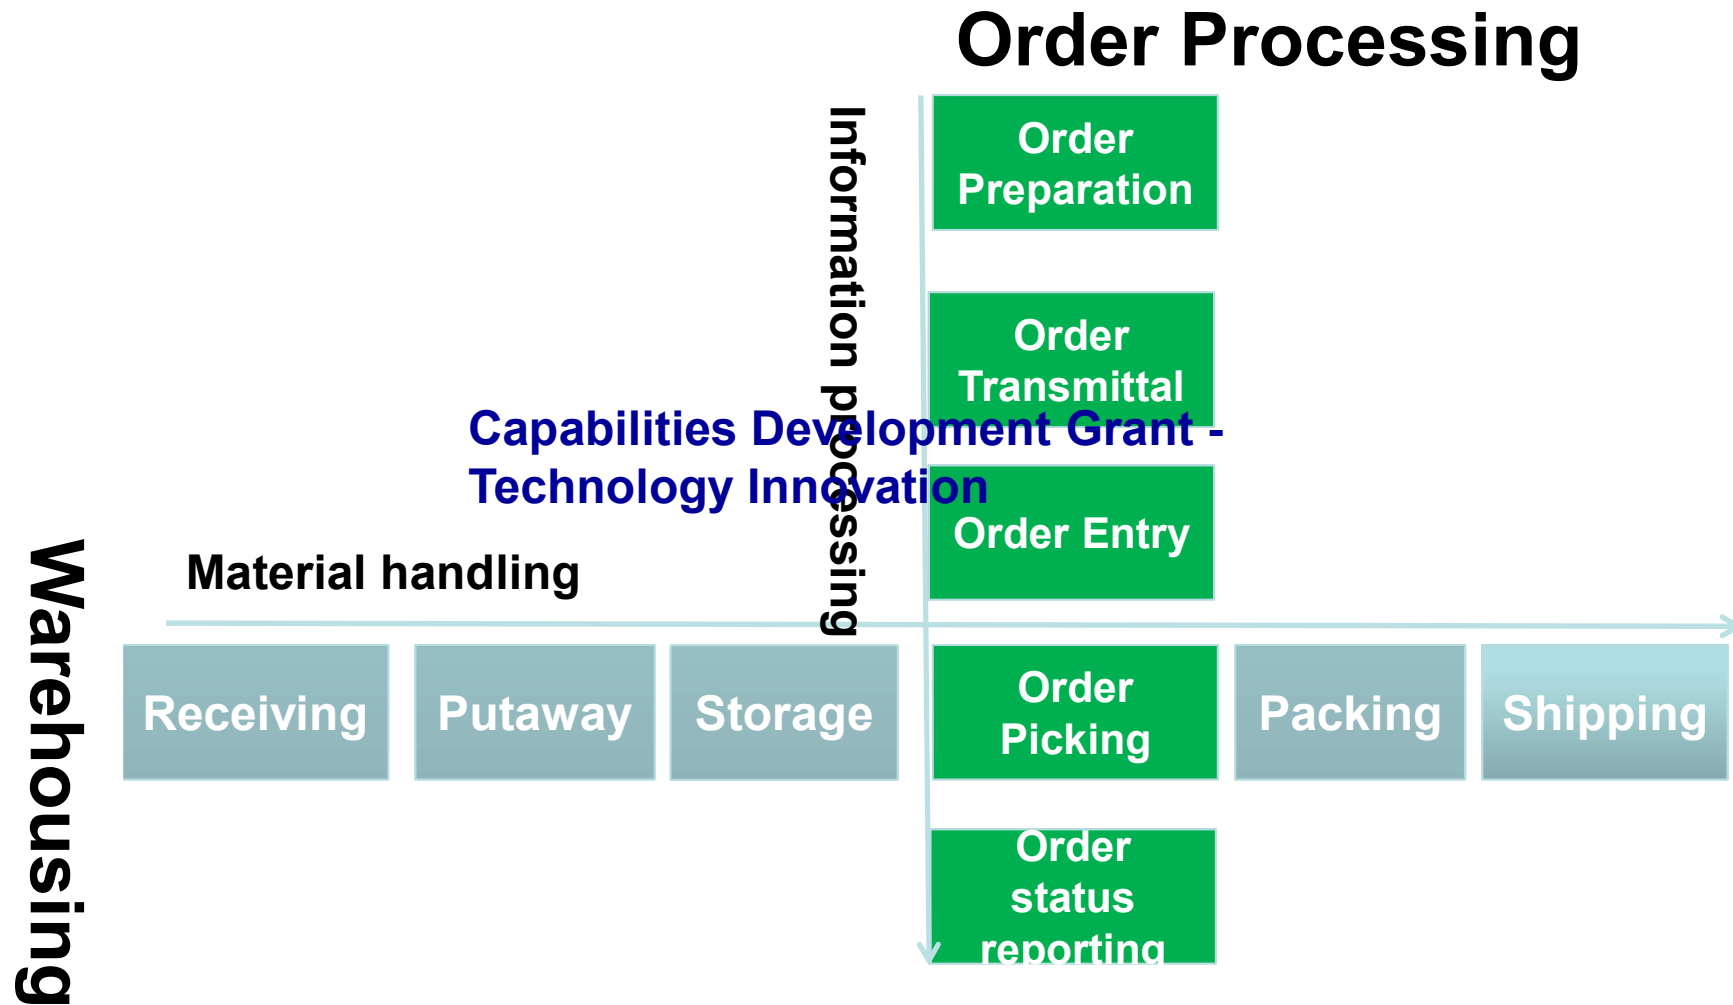 Order Processing
Information processing
Order
Preparation
Order
Transmittal
Capabilities Development Grant -
Technology Innovation
Order Entry
Material handling
Warehousing
Receiving
Putaway
Storage
Order
Picking
Packing
Shipping
Order
status
reporting